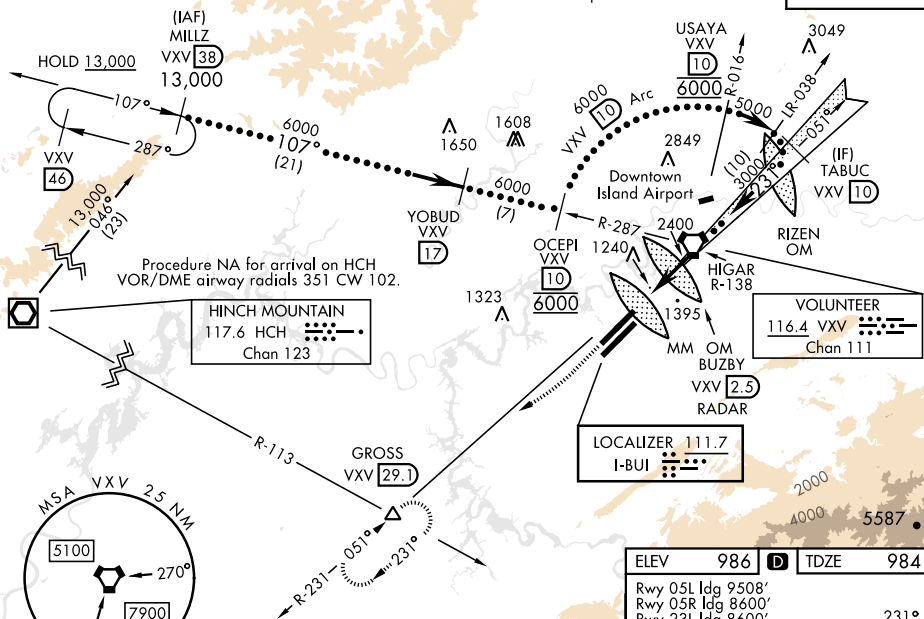 (IAF)
MILLZ
VXV 38
13,000
HOLD 13,000
107°
287°
VXV
46
13,000
046°
(23)
6000
107°
(21)
1650
1608
YOBUD
VXV
17
6000
(7)
VXV 10 Arc
6000
USAYA
VXV
10
6000
R-016
5000
3049
LR-038
051°
2849
Downtown
Island Airport
(10)
3000
231°
(IF)
TABUC
VXV 10
RIZEN
OM
R-287
2400
OCEPI
VXV
10
6000
1240
HIGAR
R-138
1323
1395
MM
OM
BUZBY
VXV 2.5
RADAR
VOLUNTEER
116.4 VXV
Chan 111
Procedure NA for arrival on HCH
VOR/DME airway radials 351 CW 102.
HINCH MOUNTAIN
117.6 HCH
Chan 123
R-113
LOCALIZER 111.7
I-BUI
GROSS
VXV 29.1
R-231
051°
231°
MSA VXV 25 NM
5100
270°
7900
2000
4000
5587
ELEV 986 D TDZE 984
Rwy 05L ldg 9508'
Rwy 05R ldg 8600'
Rwy 23L ldg 8600'
231°